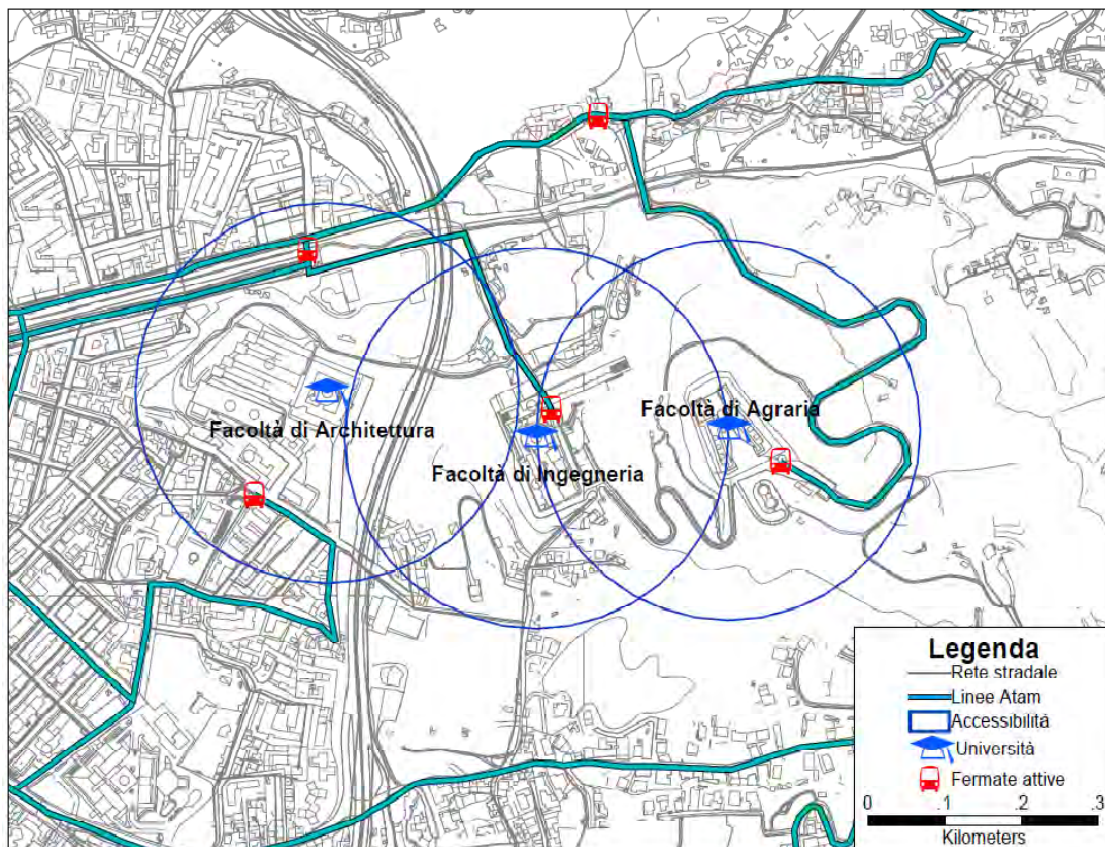 Facoltà di Architettura
Facoltà di Ingegneria
Facoltà di Agraria
Legenda
Rete stradale
Linee Atam
Accessibilità
Università
Fermate attive
0 .1 .2 .3
Kilometers